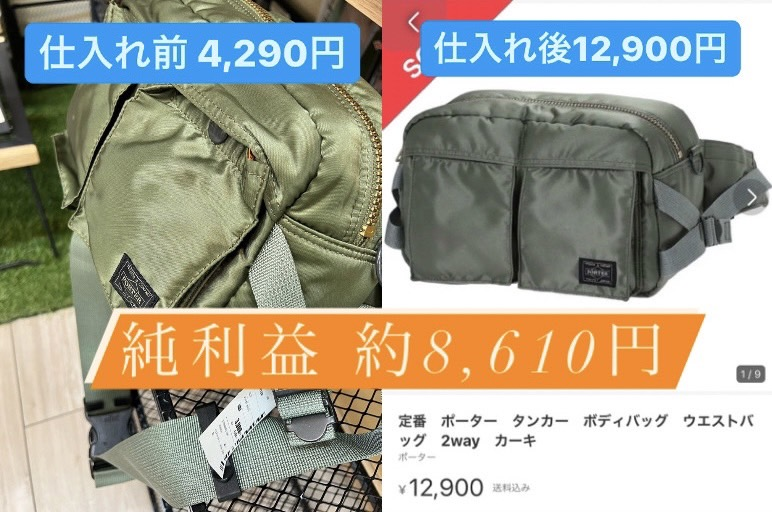 仕入れ前 4,290円
仕入れ後12,900円
PORTER
PORTER
純利益 約8,610円
1/9
定番 ポーター タンカー ボディバッグ ウエストバ
ッグ 2way カーキ
ポーター
¥12,900 送料込み